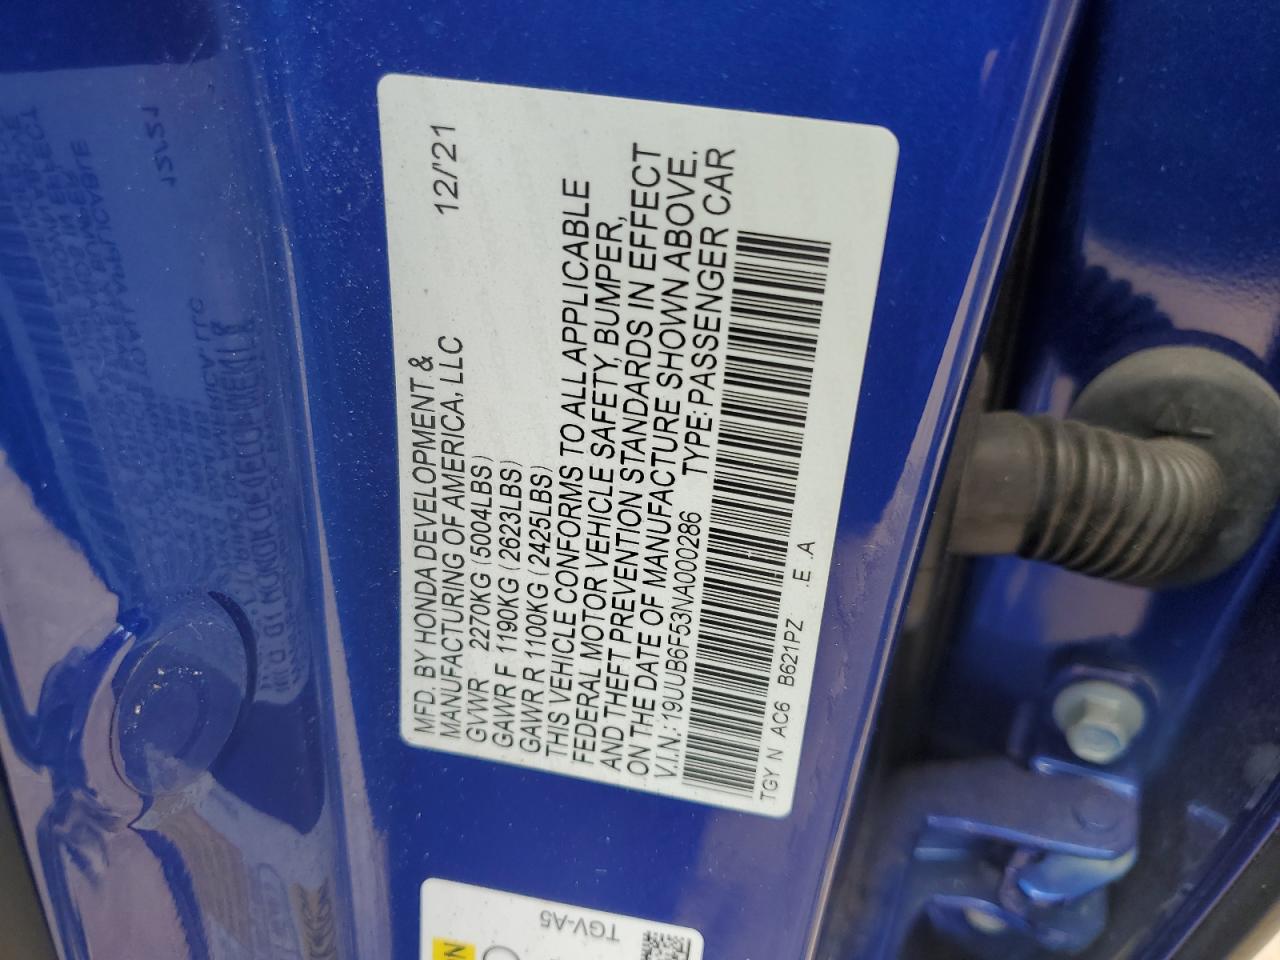 MFD. BY HONDA DEVELOPMENT &
MANUFACTURING OF AMERICA, LLC 12/'21
GVWR 2270KG (5004LBS)
GAWR F 1190KG (2623LBS)
GAWR R 1100KG (2425LBS)
THIS VEHICLE CONFORMS TO ALL APPLICABLE
FEDERAL MOTOR VEHICLE SAFETY, BUMPER,
AND THEFT PREVENTION STANDARDS IN EFFECT
ON THE DATE OF MANUFACTURE SHOWN ABOVE.
V.I.N.: 19UUB6F53NA000286 TYPE: PASSENGER CAR
TGY N AC6 B621PZ .E .A
TGV-A5